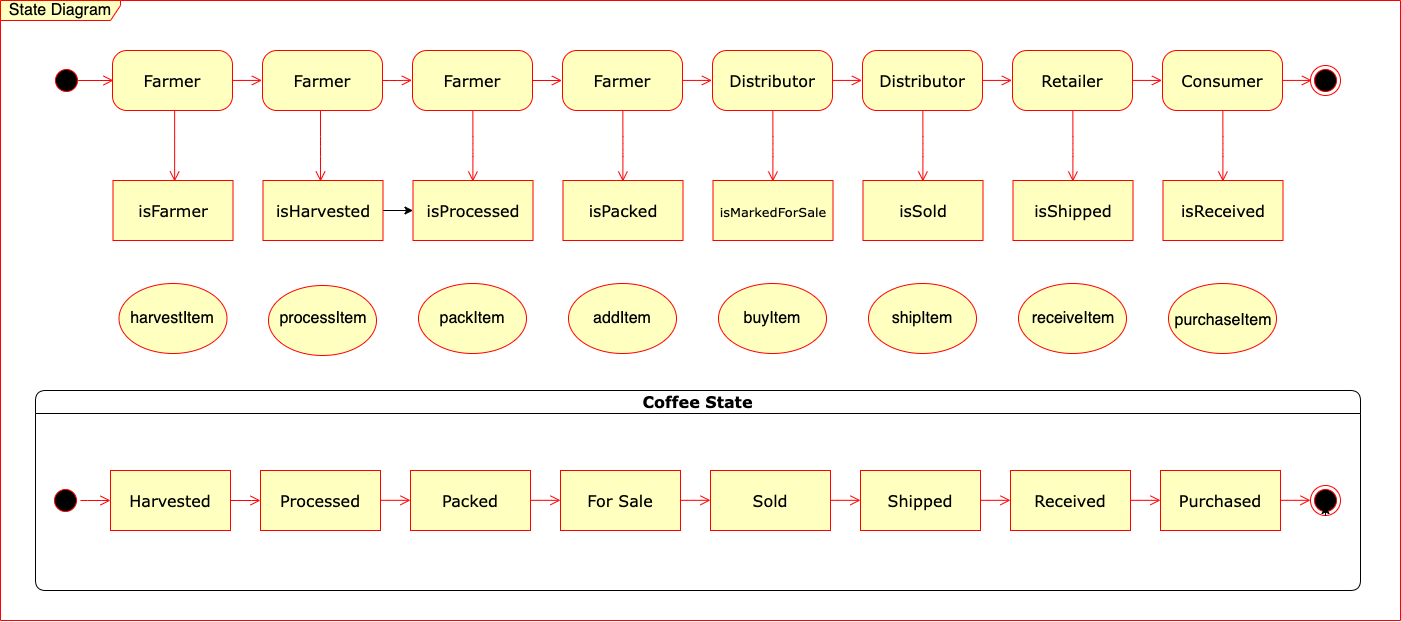 State Diagram
Farmer
Farmer
Farmer
Farmer
Distributor
Distributor
Retailer
Consumer
isFarmer
isHarvested
isProcessed
isPacked
isMarkedForSale
isSold
isShipped
isReceived
harvestItem
processItem
packItem
addItem
buyItem
shipItem
receiveItem
purchaseItem
Coffee State
Harvested
Processed
Packed
For Sale
Sold
Shipped
Received
Purchased